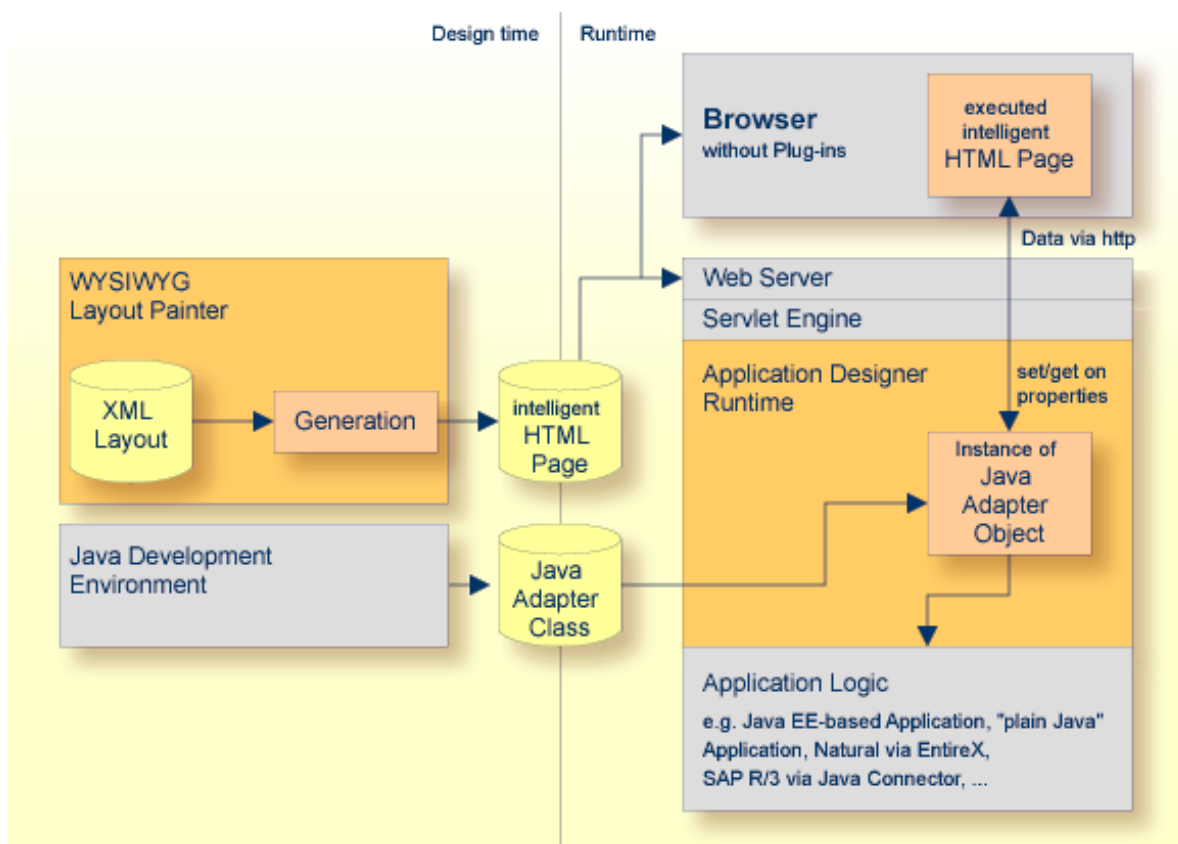 Design time
Runtime
Browser
without Plug-ins
executed
intelligent
HTML Page
Data via http
WYSIWYG
Layout Painter
XML
Layout
Generation
intelligent
HTML
Page
Web Server
Servlet Engine
Application Designer
Runtime
set/get on
properties
Instance of
Java
Adapter
Object
Java Development
Environment
Java
Adapter
Class
Application Logic
e.g. Java EE-based Application, "plain Java"
Application, Natural via EntireX,
SAP R/3 via Java Connector, ...